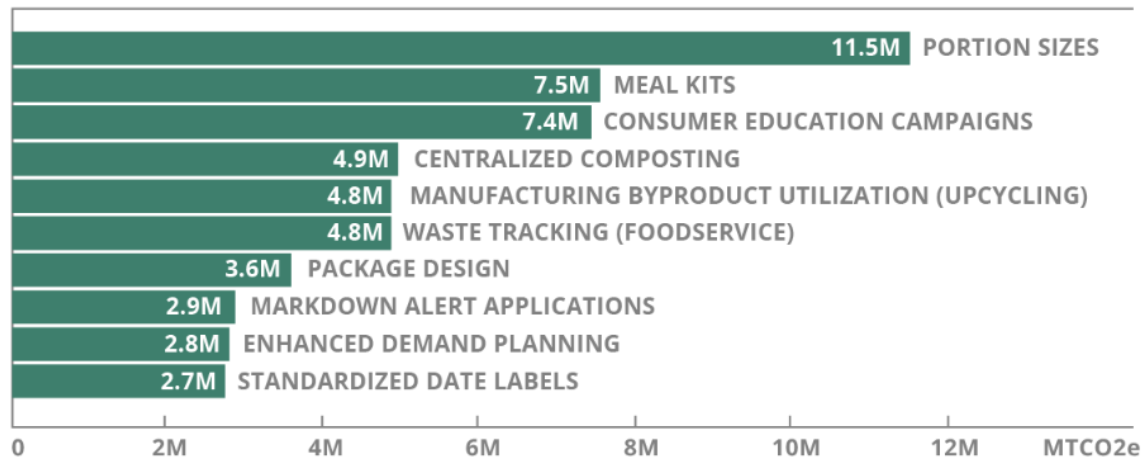 11.5M PORTION SIZES
7.5M MEAL KITS
7.4M CONSUMER EDUCATION CAMPAIGNS
4.9M CENTRALIZED COMPOSTING
4.8M MANUFACTURING BYPRODUCT UTILIZATION (UPCYCLING)
4.8M WASTE TRACKING (FOODSERVICE)
3.6M PACKAGE DESIGN
2.9M MARKDOWN ALERT APPLICATIONS
2.8M ENHANCED DEMAND PLANNING
2.7M STANDARDIZED DATE LABELS
0 2M 4M 6M 8M 10M 12M MTCO2e